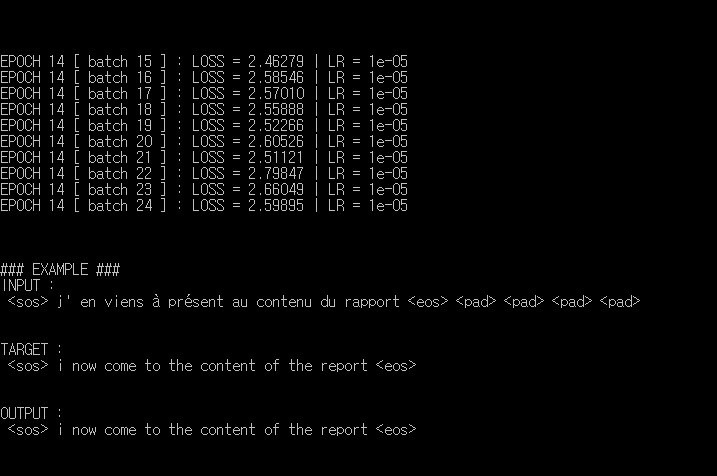 EPOCH 14 [ batch 15 ] : LOSS = 2.46279 | LR = 1e-05
EPOCH 14 [ batch 16 ] : LOSS = 2.58546 | LR = 1e-05
EPOCH 14 [ batch 17 ] : LOSS = 2.57010 | LR = 1e-05
EPOCH 14 [ batch 18 ] : LOSS = 2.55888 | LR = 1e-05
EPOCH 14 [ batch 19 ] : LOSS = 2.52266 | LR = 1e-05
EPOCH 14 [ batch 20 ] : LOSS = 2.60526 | LR = 1e-05
EPOCH 14 [ batch 21 ] : LOSS = 2.51121 | LR = 1e-05
EPOCH 14 [ batch 22 ] : LOSS = 2.79847 | LR = 1e-05
EPOCH 14 [ batch 23 ] : LOSS = 2.66049 | LR = 1e-05
EPOCH 14 [ batch 24 ] : LOSS = 2.59895 | LR = 1e-05
### EXAMPLE ###
INPUT :
<sos> j' en viens à présent au contenu du rapport <eos> <pad> <pad> <pad> <pad>
TARGET :
<sos> i now come to the content of the report <eos>
OUTPUT :
<sos> i now come to the content of the report <eos>